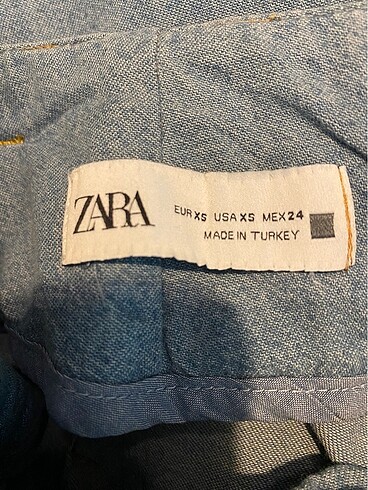 ZARA
EUR XS USA XS MEX 24
MADE IN TURKEY